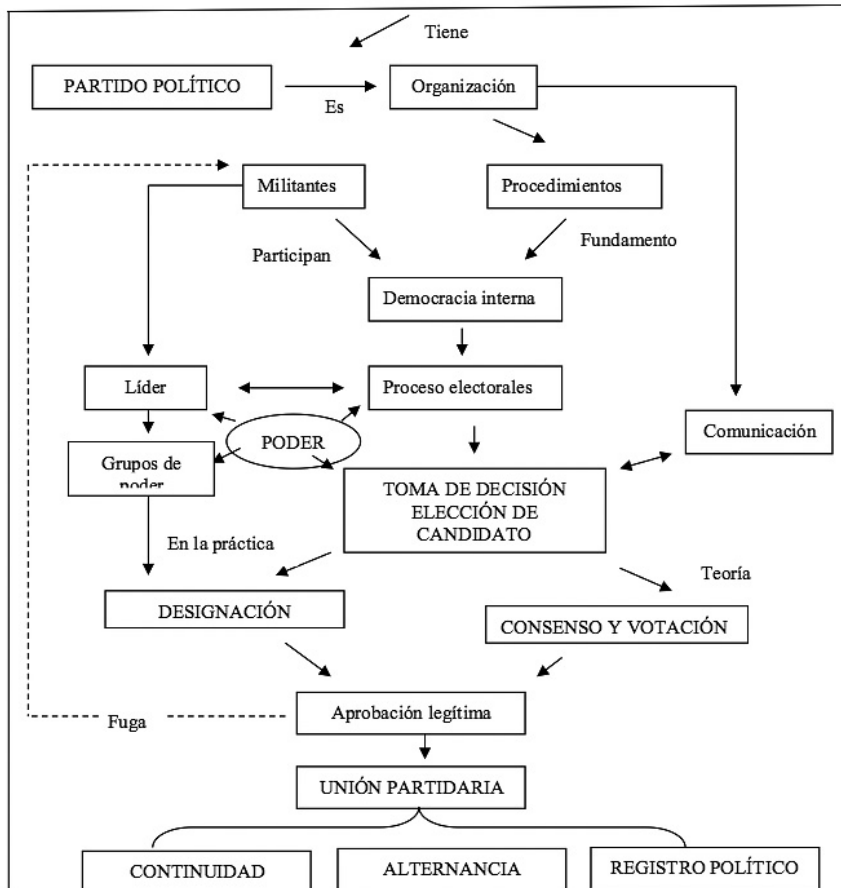 Tiene
PARTIDO POLÍTICO
Es
Organización
Militantes
Procedimientos
Participan
Fundamento
Democracia interna
Líder
Proceso electorales
PODER
Comunicación
Grupos de
poder
TOMA DE DECISIÓN
ELECCIÓN DE
CANDIDATO
En la práctica
Teoría
DESIGNACIÓN
CONSENSO Y VOTACIÓN
Fuga
Aprobación legítima
UNIÓN PARTIDARIA
CONTINUIDAD
ALTERNANCIA
REGISTRO POLÍTICO